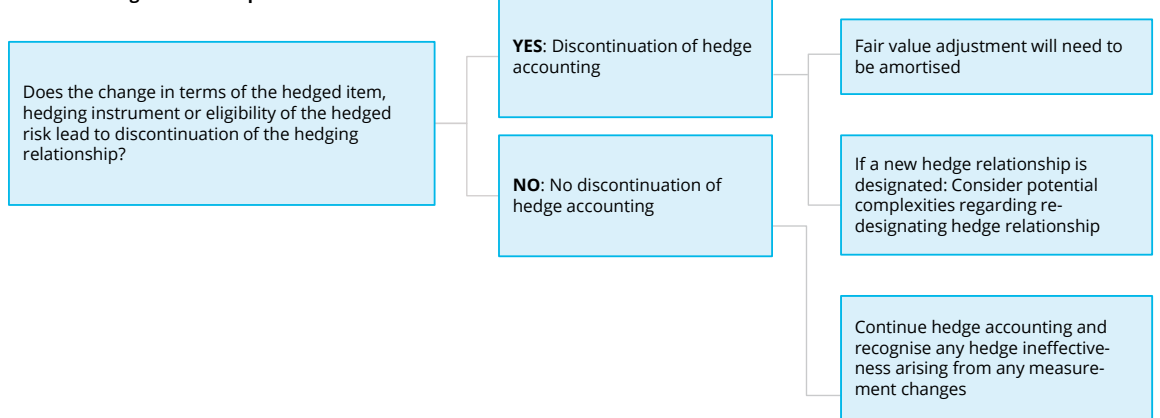 Does the change in terms of the hedged item,
hedging instrument or eligibility of the hedged
risk lead to discontinuation of the hedging
relationship?
YES: Discontinuation of hedge
accounting
NO: No discontinuation of
hedge accounting
Fair value adjustment will need to
be amortised
If a new hedge relationship is
designated: Consider potential
complexities regarding re-
designating hedge relationship
Continue hedge accounting and
recognise any hedge ineffective-
ness arising from any measure-
ment changes